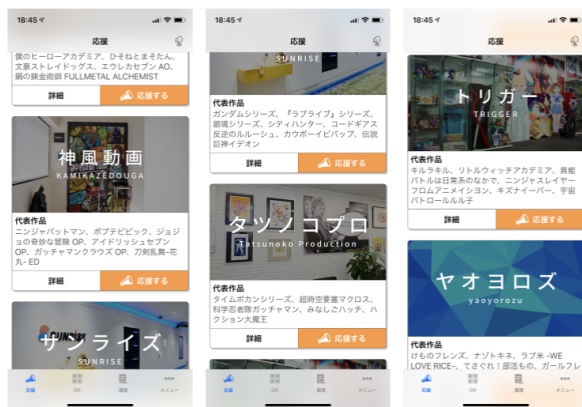 18:45
応援
僕のヒーローアカデミア、ひそねとまそたん、
文豪ストレイドッグス、エウレカセブン AO、
鋼の錬金術師 FULLMETAL ALCHEMIST
詳細
応援する
神風動画
KAMIKAZEDOUGA
代表作品
ニンジャバットマン、ポプテピピック、ジョジ
ョの奇妙な冒険 OP、アイドリッシュセブン
OP、ガッチャマンクラウズ OP、刀剣乱舞-花
丸- ED
詳細
応援する
サンライズ
SUNRISE
応援
QR
メニュー
18:45
応援
SUNRISE
代表作品
ガンダムシリーズ、『ラブライブ』シリーズ、
銀魂シリーズ、シティハンター、コードギアス
反逆のルルーシュ、カウボーイビバップ、伝説
巨神イデオン
詳細
応援する
タツノコプロ
Tatsunoko Production
代表作品
タイムボカンシリーズ、超時空要塞マクロス、
科学忍者隊ガッチャマン、みなしごハッチ、ハ
クション大魔王
詳細
応援する
応援
QR
メニュー
18:45
応援
トリガー
TRIGGER
代表作品
キルラキル、リトルウィッチアカデミア、異能
バトルは日常系のなかで、ニンジャスレイヤー
フロムアニメイシヨン、キズナイーバー、宇宙
パトロールルル子
詳細
応援する
ヤオヨロズ
yaoyorozu
代表作品
けものフレンズ、ナゾトキネ、ラブ米 -WE
LOVE RICE-、てさぐれ！部活もの、ガールフレ
応援
QR
メニュー